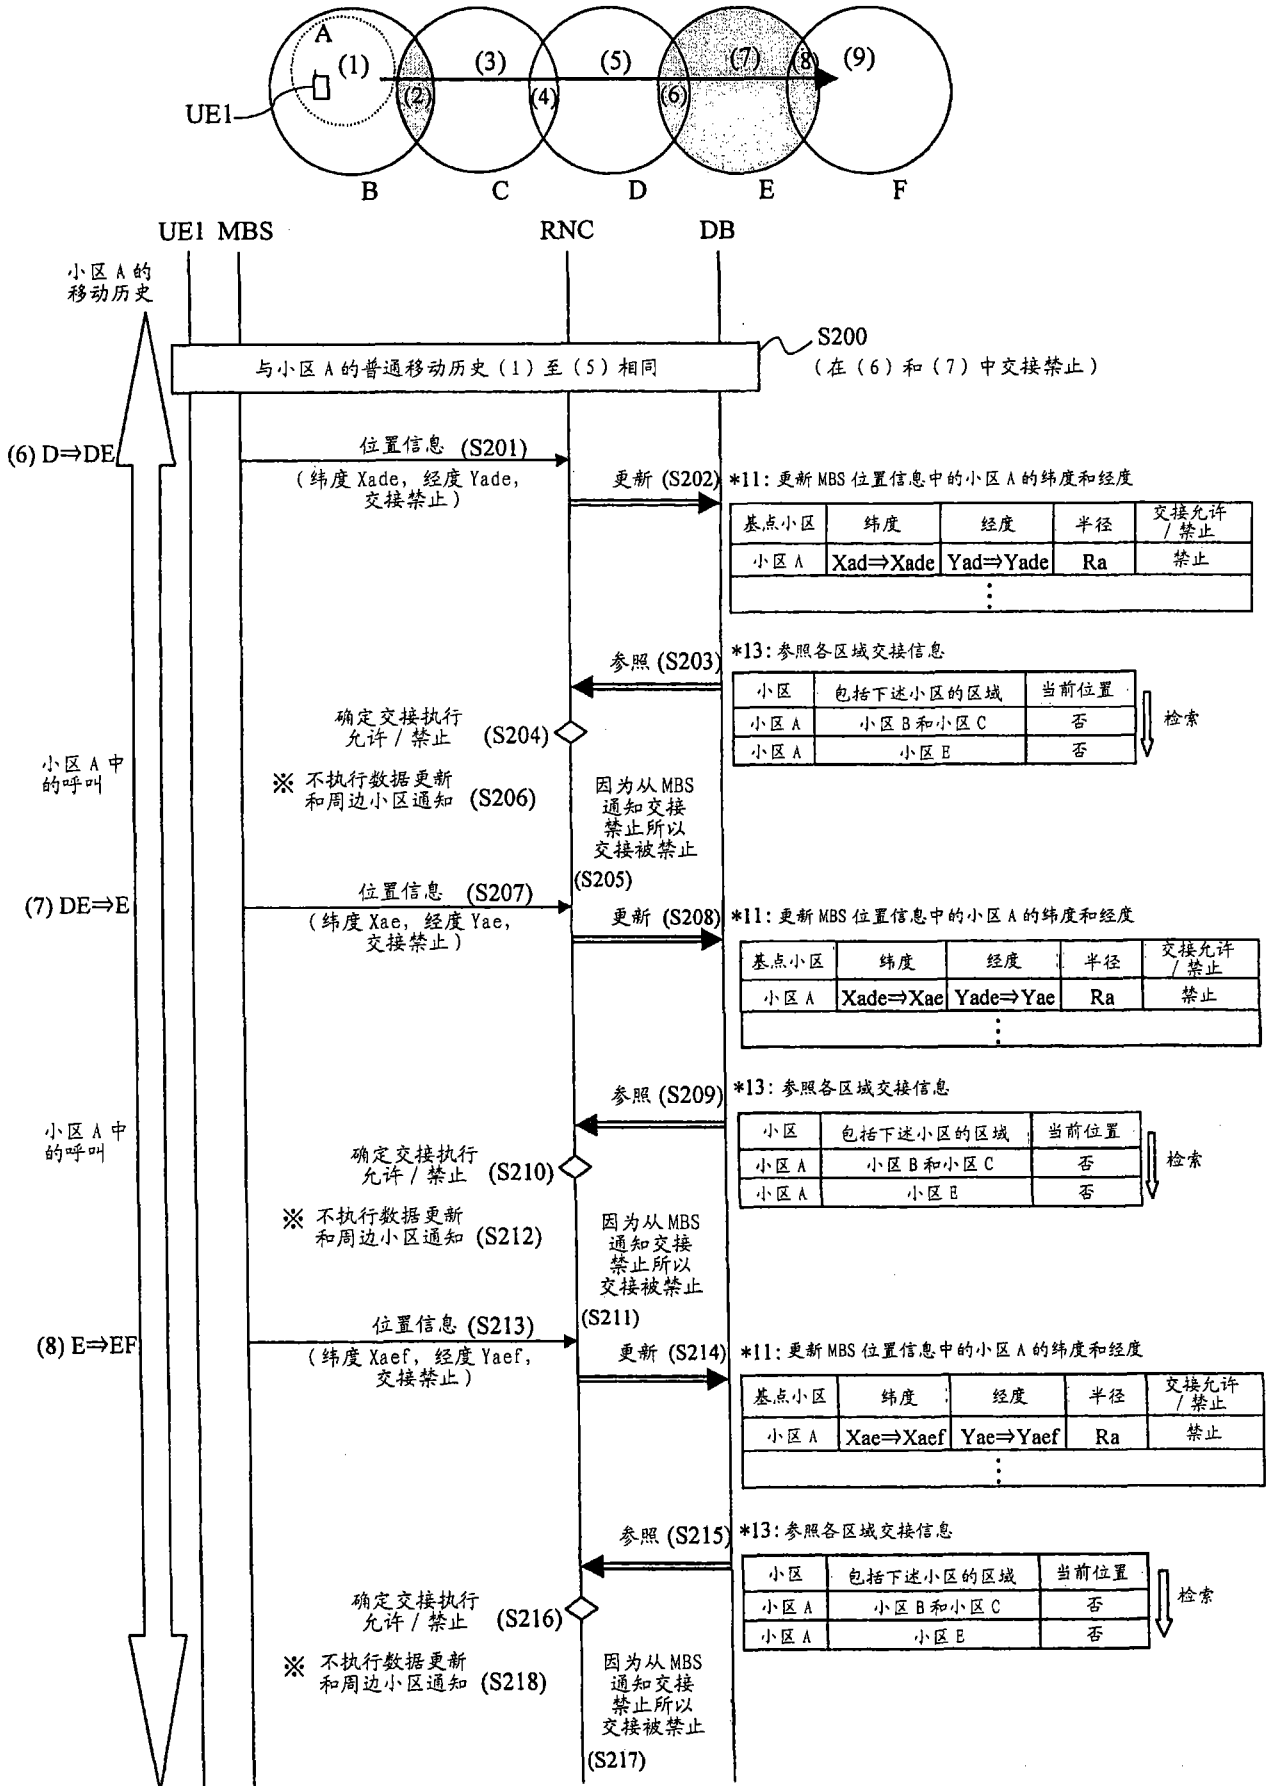 A
(1)
(2)
(3)
(4)
(5)
(6)
(7)
(8)
(9)
UE1
B
C
D
E
F
UE1 MBS
RNC
DB
小区 A 的
移动历史
S200
与小区 A 的普通移动历史 (1) 至 (5) 相同
(在 (6) 和 (7) 中交接禁止)
(6) D⇒DE
位置信息 (S201)
(纬度 Xade, 经度 Yade,
交接禁止)
更新 (S202)
*11: 更新 MBS 位置信息中的小区 A 的纬度和经度
基点小区 纬度 经度 半径 交接允许
/ 禁止
小区 A Xad⇒Xade Yad⇒Yade Ra 禁止
⋮
参照 (S203)
*13: 参照各区域交接信息
小区 包括下述小区的区域 当前位置
小区 A 小区 B 和小区 C 否
小区 A 小区 E 否
检索
确定交接执行
允许 / 禁止 (S204)
小区 A 中
的呼叫
※ 不执行数据更新
和周边小区通知 (S206)
因为从 MBS
通知交接
禁止所以
交接被禁止
(S205)
(7) DE⇒E
位置信息 (S207)
(纬度 Xae, 经度 Yae,
交接禁止)
更新 (S208)
*11: 更新 MBS 位置信息中的小区 A 的纬度和经度
基点小区 纬度 经度 半径 交接允许
/ 禁止
小区 A Xade⇒Xae Yade⇒Yae Ra 禁止
⋮
参照 (S209)
*13: 参照各区域交接信息
小区 包括下述小区的区域 当前位置
小区 A 小区 B 和小区 C 否
小区 A 小区 E 否
检索
小区 A 中
的呼叫
确定交接执行
允许 / 禁止 (S210)
※ 不执行数据更新
和周边小区通知 (S212)
因为从 MBS
通知交接
禁止所以
交接被禁止
(S211)
(8) E⇒EF
位置信息 (S213)
(纬度 Xaef, 经度 Yaef,
交接禁止)
更新 (S214)
*11: 更新 MBS 位置信息中的小区 A 的纬度和经度
基点小区 纬度 经度 半径 交接允许
/ 禁止
小区 A Xae⇒Xaef Yae⇒Yaef Ra 禁止
⋮
参照 (S215)
*13: 参照各区域交接信息
小区 包括下述小区的区域 当前位置
小区 A 小区 B 和小区 C 否
小区 A 小区 E 否
检索
确定交接执行
允许 / 禁止 (S216)
※ 不执行数据更新
和周边小区通知 (S218)
因为从 MBS
通知交接
禁止所以
交接被禁止
(S217)